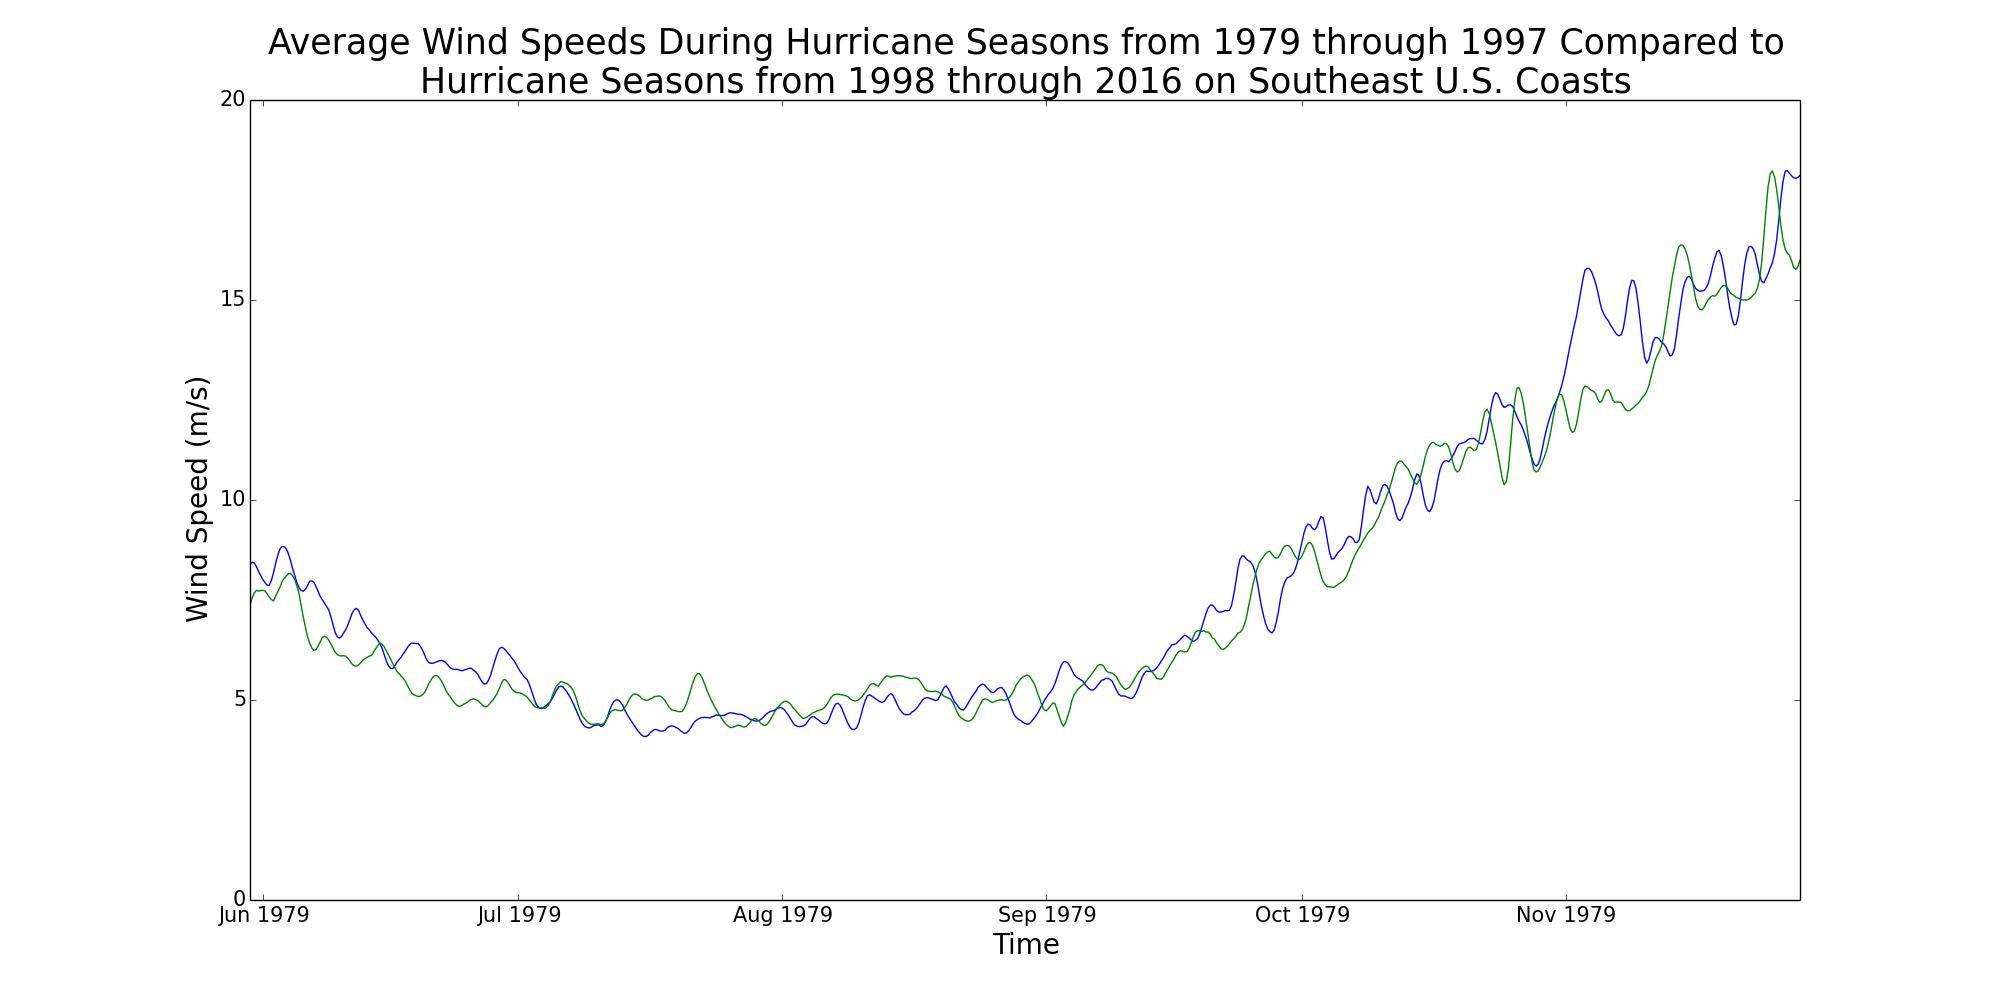 Average Wind Speeds During Hurricane Seasons from 1979 through 1997 Compared to
Hurricane Seasons from 1998 through 2016 on Southeast U.S. Coasts
20
15
10
5
0
Wind Speed (m/s)
Jun 1979
Jul 1979
Aug 1979
Sep 1979
Oct 1979
Nov 1979
Time